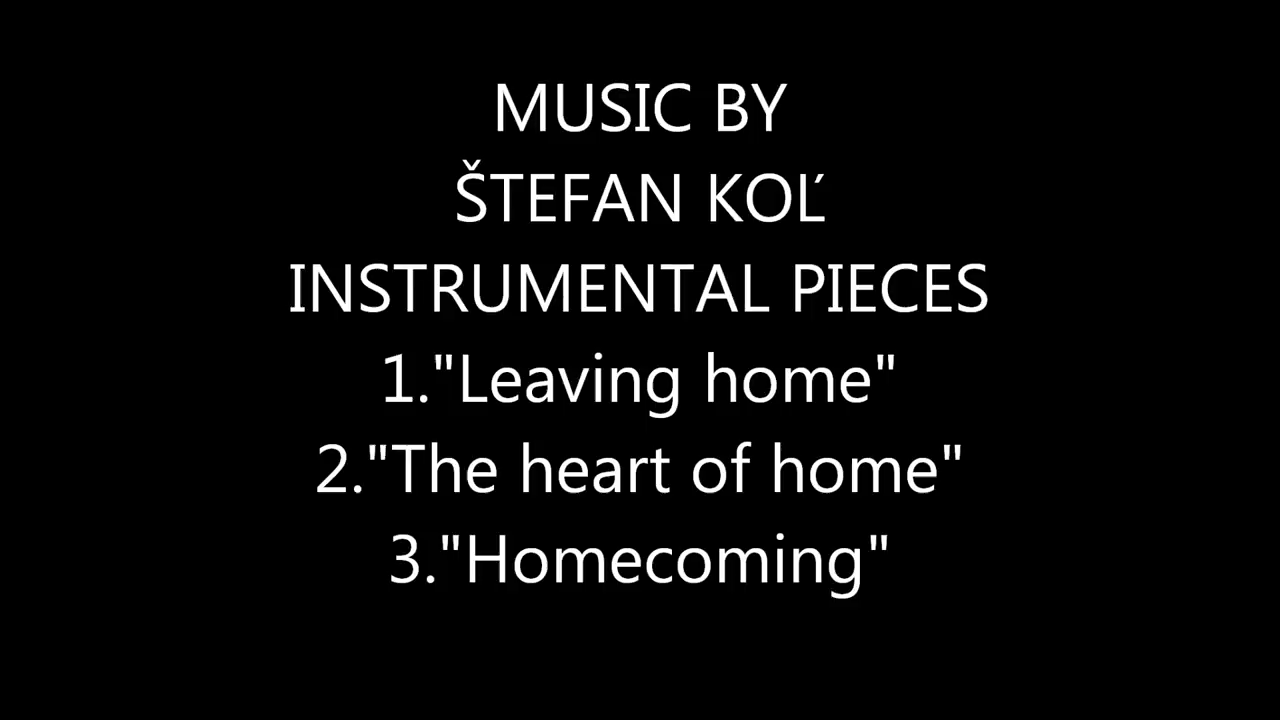 MUSIC BY
ŠTEFAN KOĽ
INSTRUMENTAL PIECES
1."Leaving home"
2."The heart of home"
3."Homecoming"